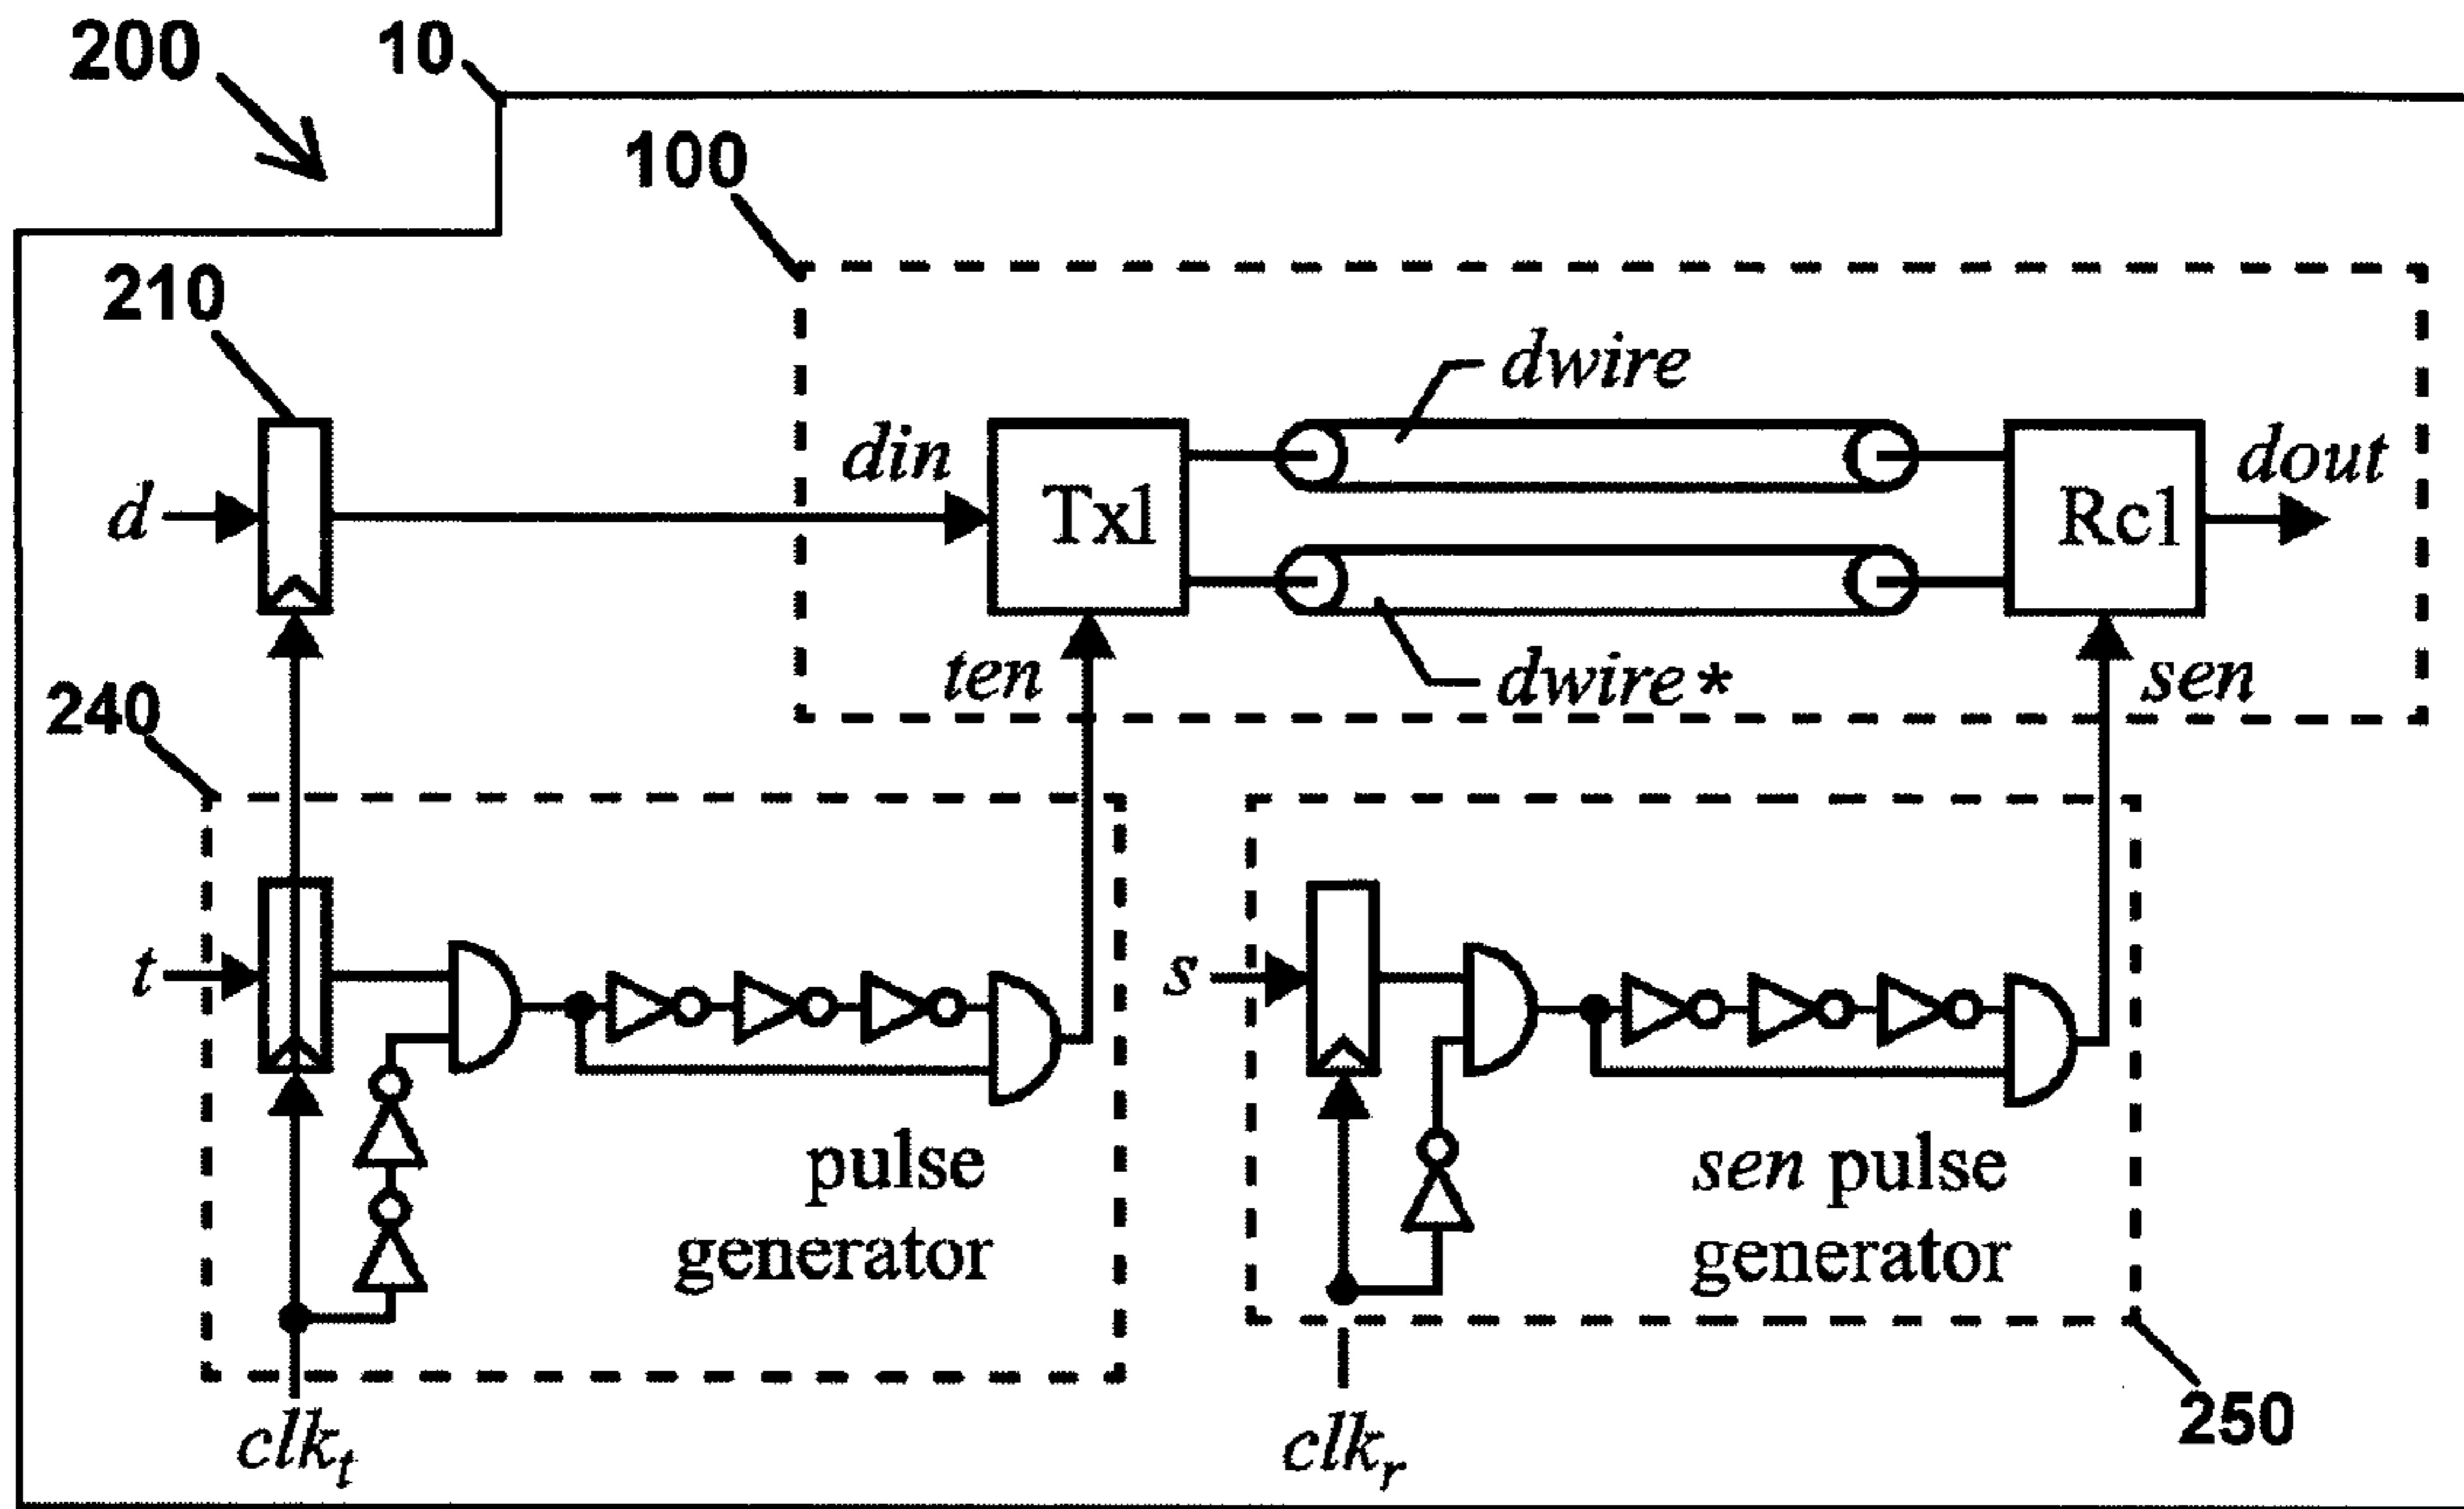 200
10
100
210
dwire
din
dout
d
Tx1
Rc1
ten
dwire*
sen
240
t
s
pulse
generator
sen pulse
generator
clk_t
clk_r
250